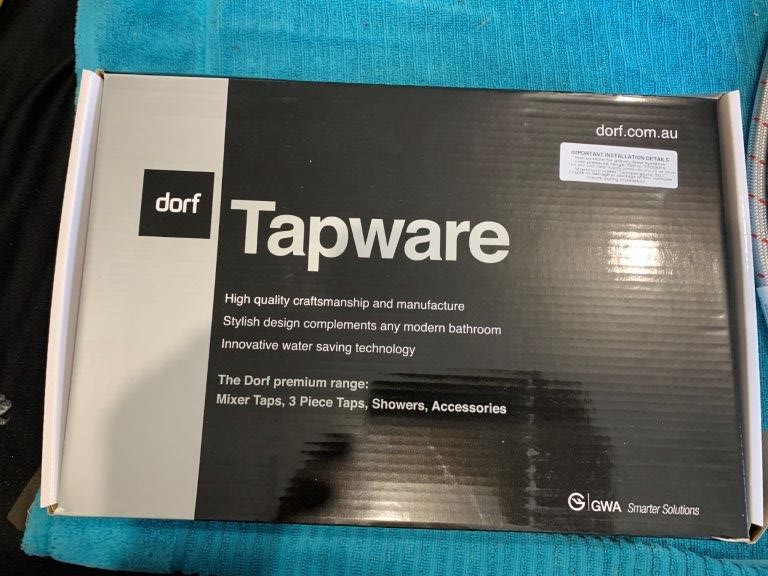 dorf.com.au
IMPORTANT INSTALLATION DETAILS
dorf
Tapware
High quality craftsmanship and manufacture
Stylish design complements any modern bathroom
Innovative water saving technology
The Dorf premium range:
Mixer Taps, 3 Piece Taps, Showers, Accessories
GWA Smarter Solutions